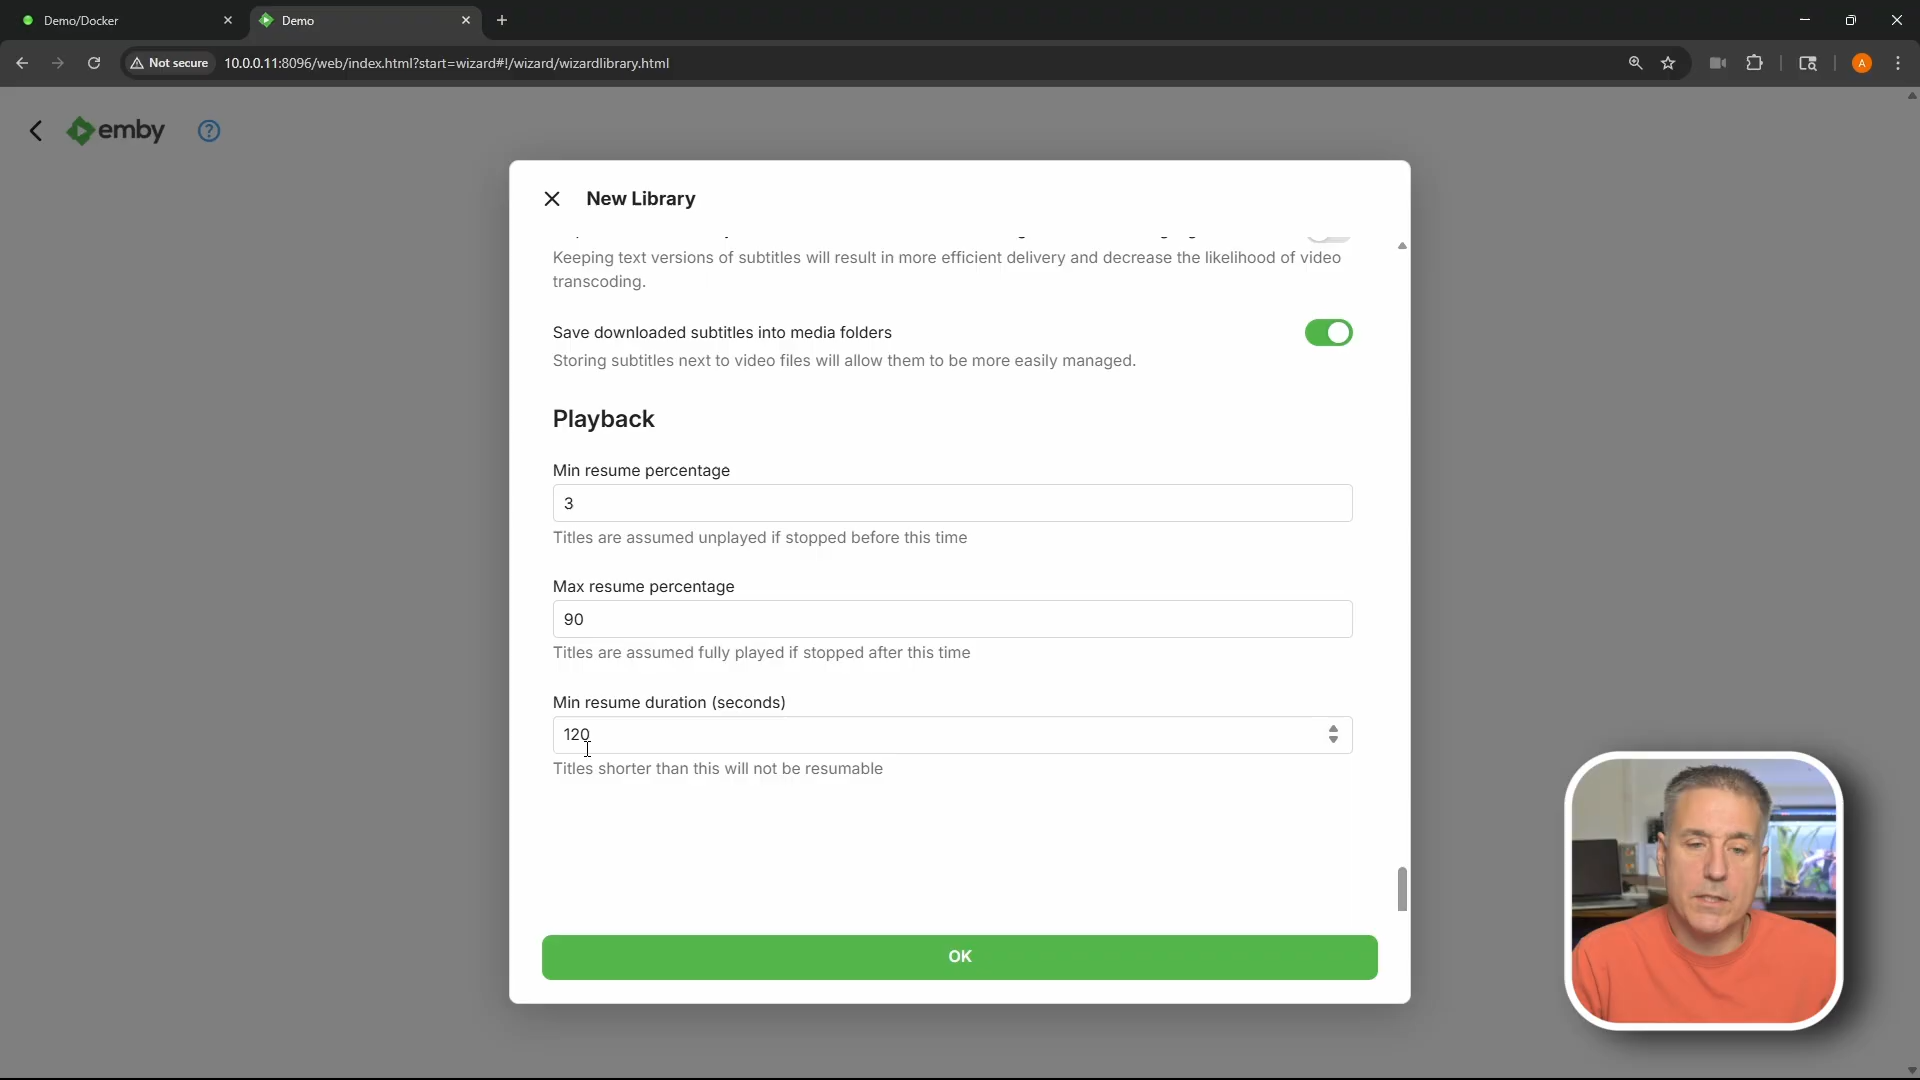 Demo/Docker
Demo
Not secure
10.0.0.11:8096/web/index.html?start=wizard#!/wizard/wizardlibrary.html
A
emby
?
New Library
Keeping text versions of subtitles will result in more efficient delivery and decrease the likelihood of video
transcoding.
Save downloaded subtitles into media folders
Storing subtitles next to video files will allow them to be more easily managed.
Playback
Min resume percentage
3
Titles are assumed unplayed if stopped before this time
Max resume percentage
90
Titles are assumed fully played if stopped after this time
Min resume duration (seconds)
120
Titles shorter than this will not be resumable
OK